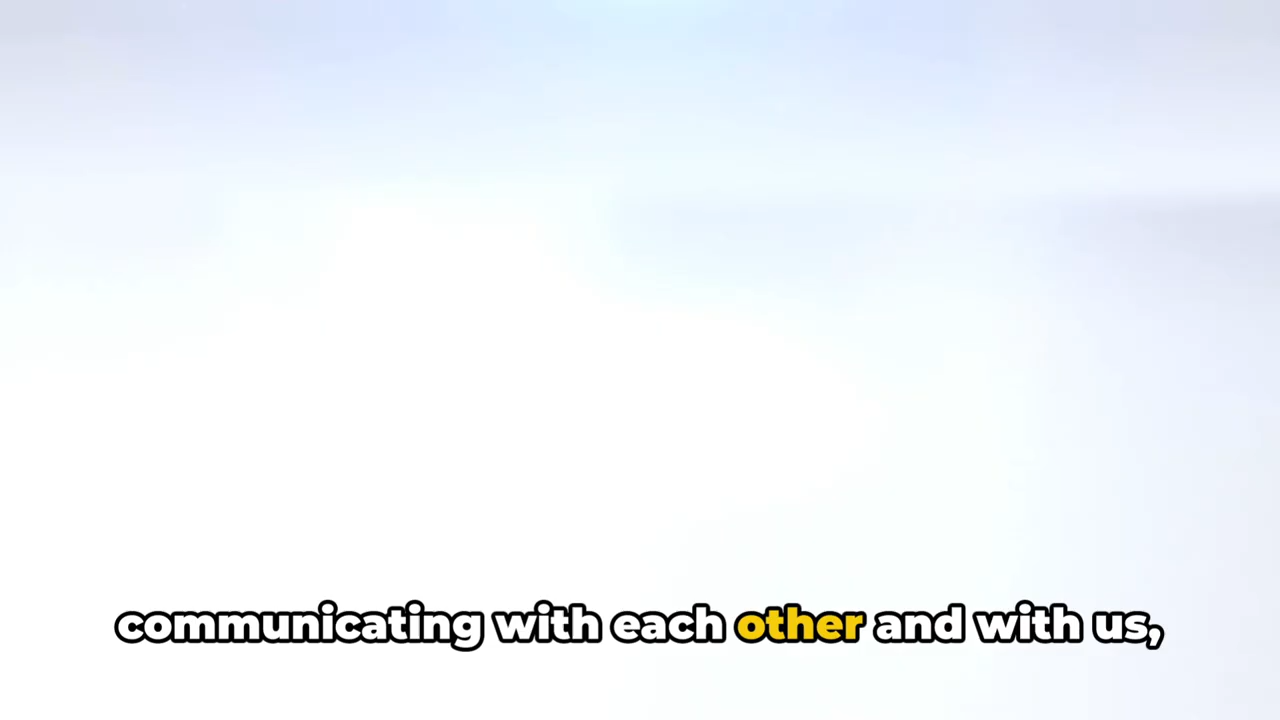 communicating with each other and with us,